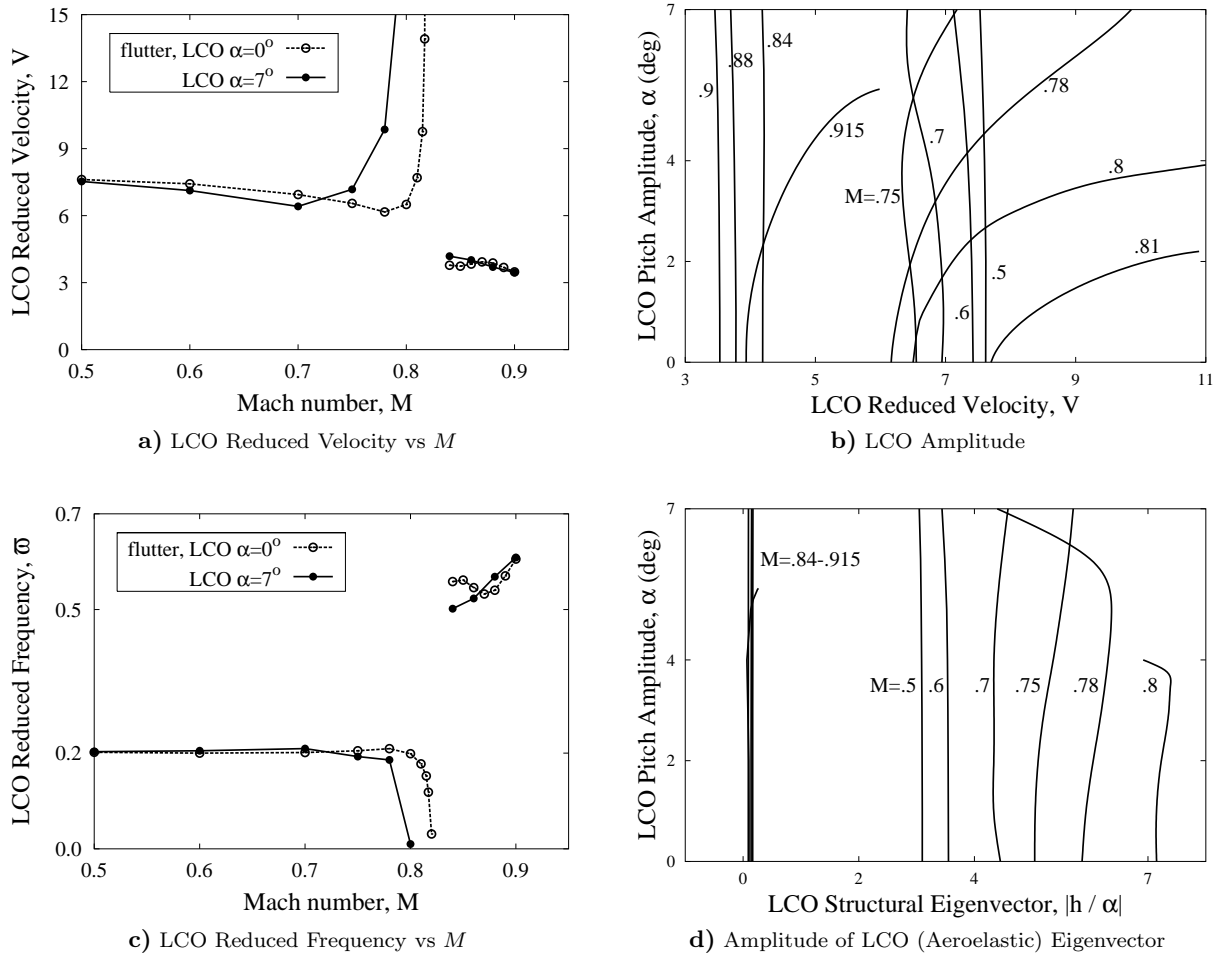 LCO Reduced Velocity, V
15
12
9
6
3
0
flutter, LCO α=0°
LCO α=7°
0.5 0.6 0.7 0.8 0.9
Mach number, M
a) LCO Reduced Velocity vs M
LCO Pitch Amplitude, α (deg)
7
4
2
0
.9
.88
.84
.915
M=.75
.7
.78
.8
.81
.5
.6
3 5 7 9 11
LCO Reduced Velocity, V
b) LCO Amplitude
LCO Reduced Frequency, ϖ
0.7
0.5
0.2
0.0
flutter, LCO α=0°
LCO α=7°
0.5 0.6 0.7 0.8 0.9
Mach number, M
c) LCO Reduced Frequency vs M
LCO Pitch Amplitude, α (deg)
7
4
2
0
M=.84-.915
M=.5 .6 .7 .75 .78 .8
0 2 4 7
LCO Structural Eigenvector, |h / α|
d) Amplitude of LCO (Aeroelastic) Eigenvector